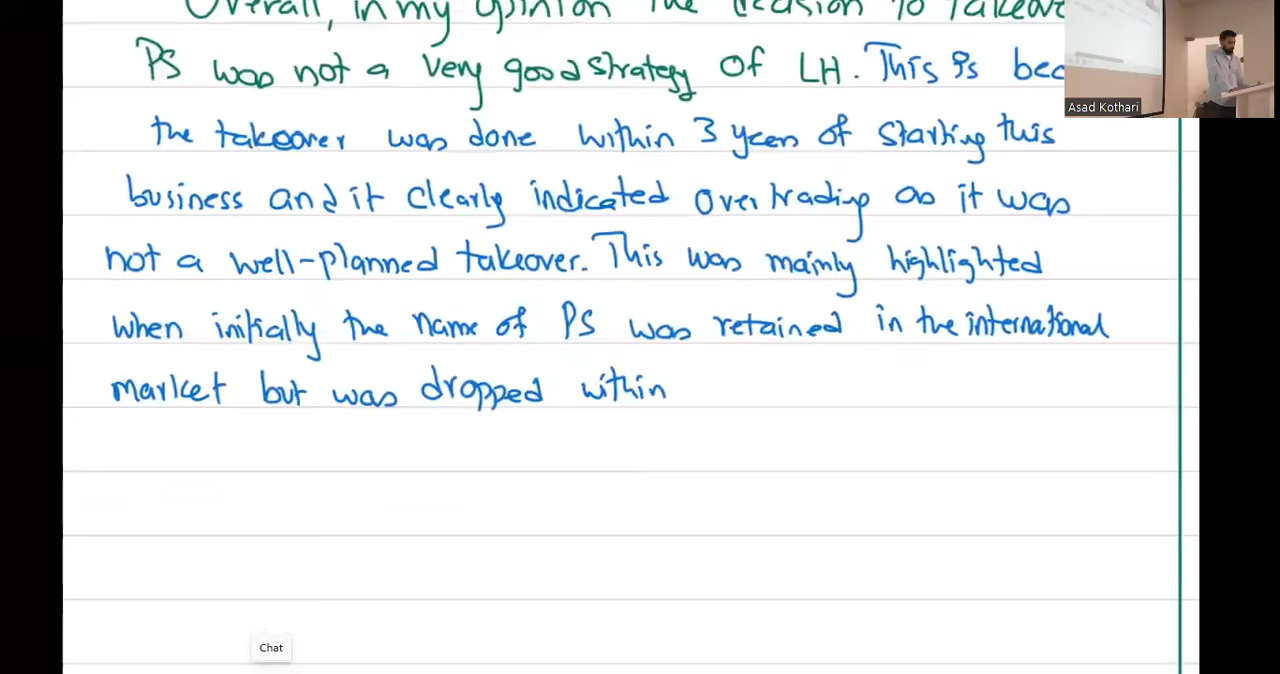 Overall, in my opinion the decision to takeove
PS was not a very good strategy of LH. This is bec
Asad Kothari
the takeover was done within 3 years of starting this
business and it clearly indicated overtrading as it was
not a well-planned takeover. This was mainly highlighted
when initially the name of PS was retained in the international
market but was dropped within
Chat